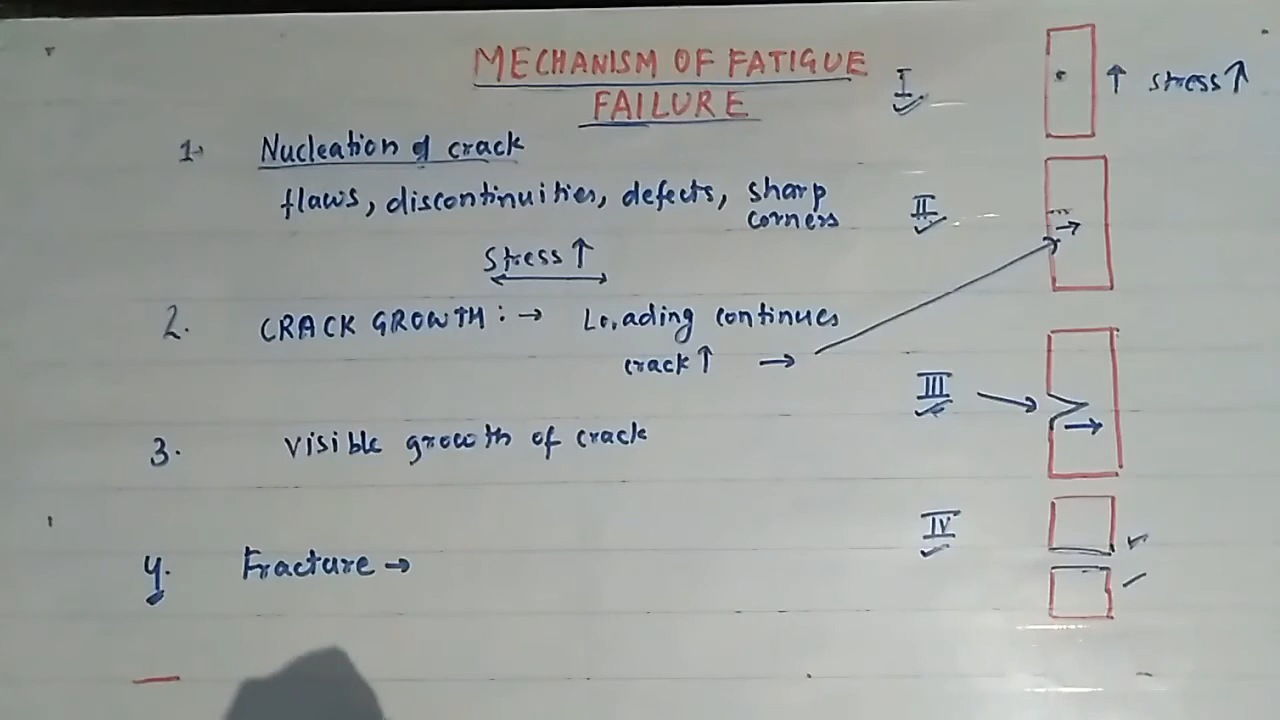 MECHANISM OF FATIGUE
FAILURE
1. Nucleation of crack
flaws, discontinuities, defects, sharp
corners
Stress ↑
2. CRACK GROWTH : → Loading continues
crack ↑ →
3. visible growth of crack
4. Fracture →
I
↑ stress ↑
II
III
IV